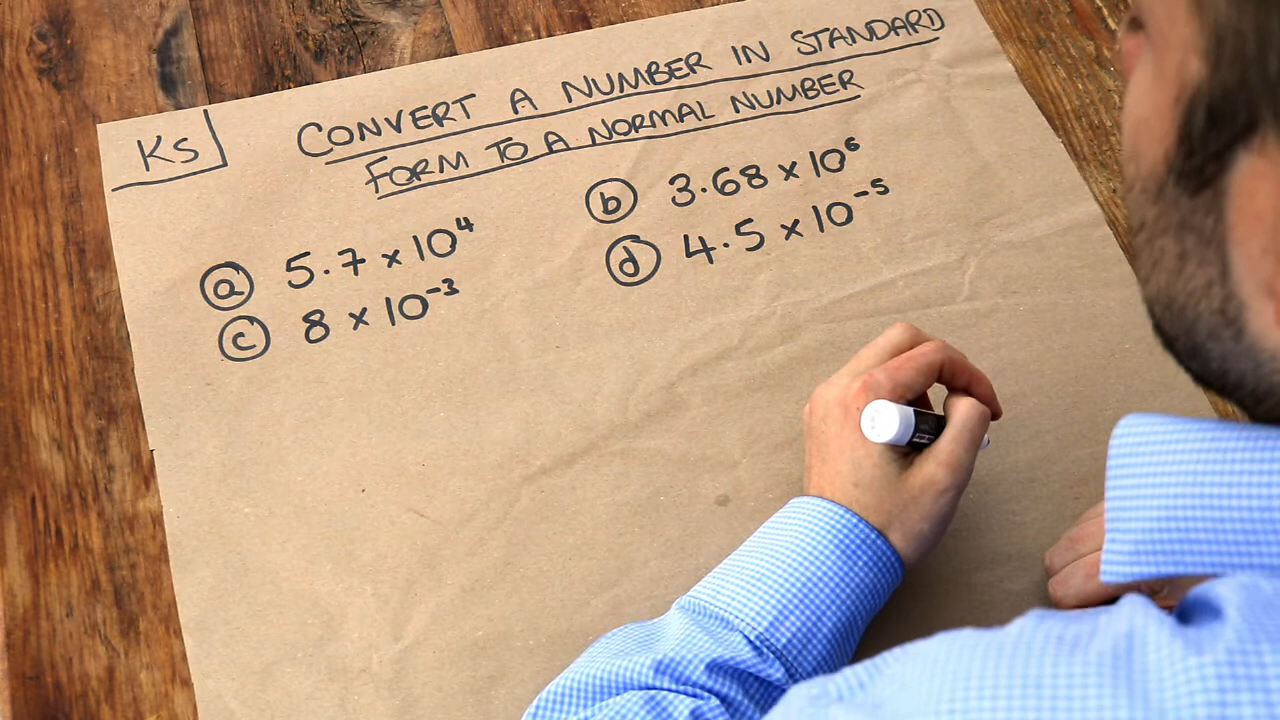 K5
CONVERT A NUMBER IN STANDARD
FORM TO A NORMAL NUMBER
a 5.7 × 10⁴
b 3.68 × 10⁶
c 8 × 10⁻³
d 4.5 × 10⁻⁵